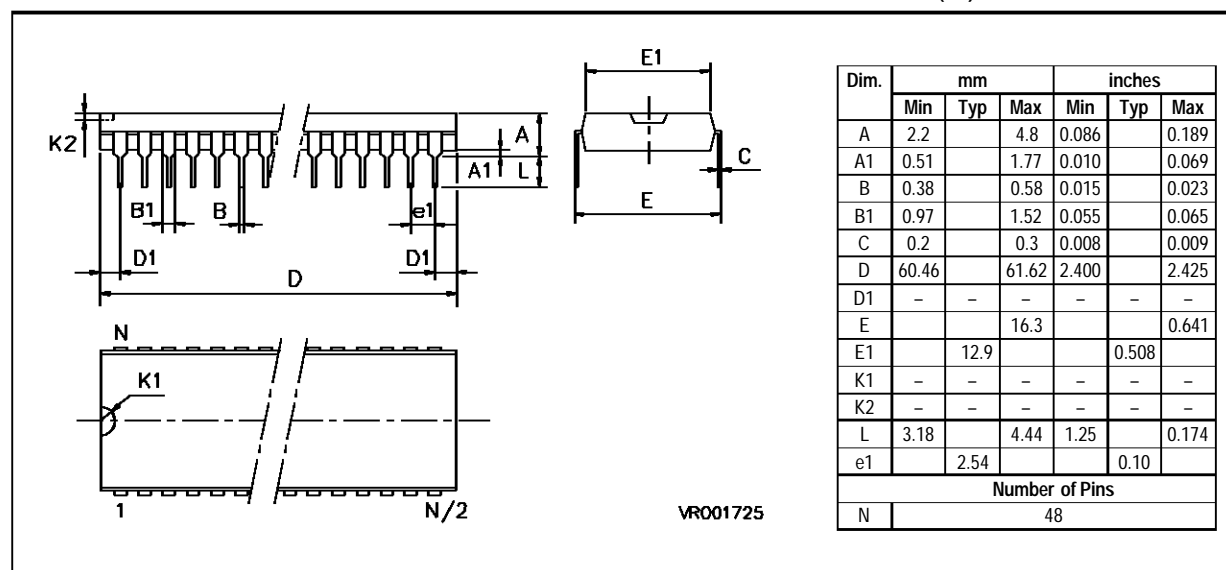 E1
K2
A
A1
L
C
B1
B
e1
E
D1
D1
D
N
K1
1
N/2
VR001725
Dim. mm inches
Min Typ Max Min Typ Max
A 2.2 4.8 0.086 0.189
A1 0.51 1.77 0.010 0.069
B 0.38 0.58 0.015 0.023
B1 0.97 1.52 0.055 0.065
C 0.2 0.3 0.008 0.009
D 60.46 61.62 2.400 2.425
D1 – – – – – –
E 16.3 0.641
E1 12.9 0.508
K1 – – – – – –
K2 – – – – – –
L 3.18 4.44 1.25 0.174
e1 2.54 0.10
Number of Pins
N 48